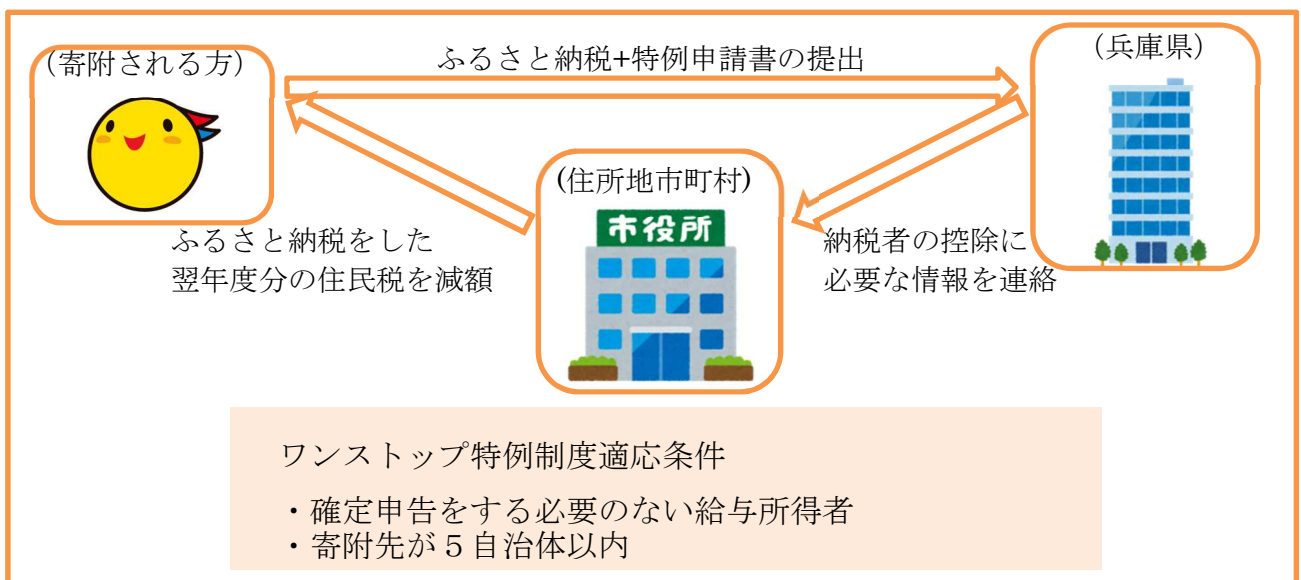 (寄附される方)
ふるさと納税+特例申請書の提出
(兵庫県)
(住所地市町村)
市役所
ふるさと納税をした
翌年度分の住民税を減額
納税者の控除に
必要な情報を連絡
ワンストップ特例制度適応条件
・確定申告をする必要のない給与所得者
・寄附先が５自治体以内